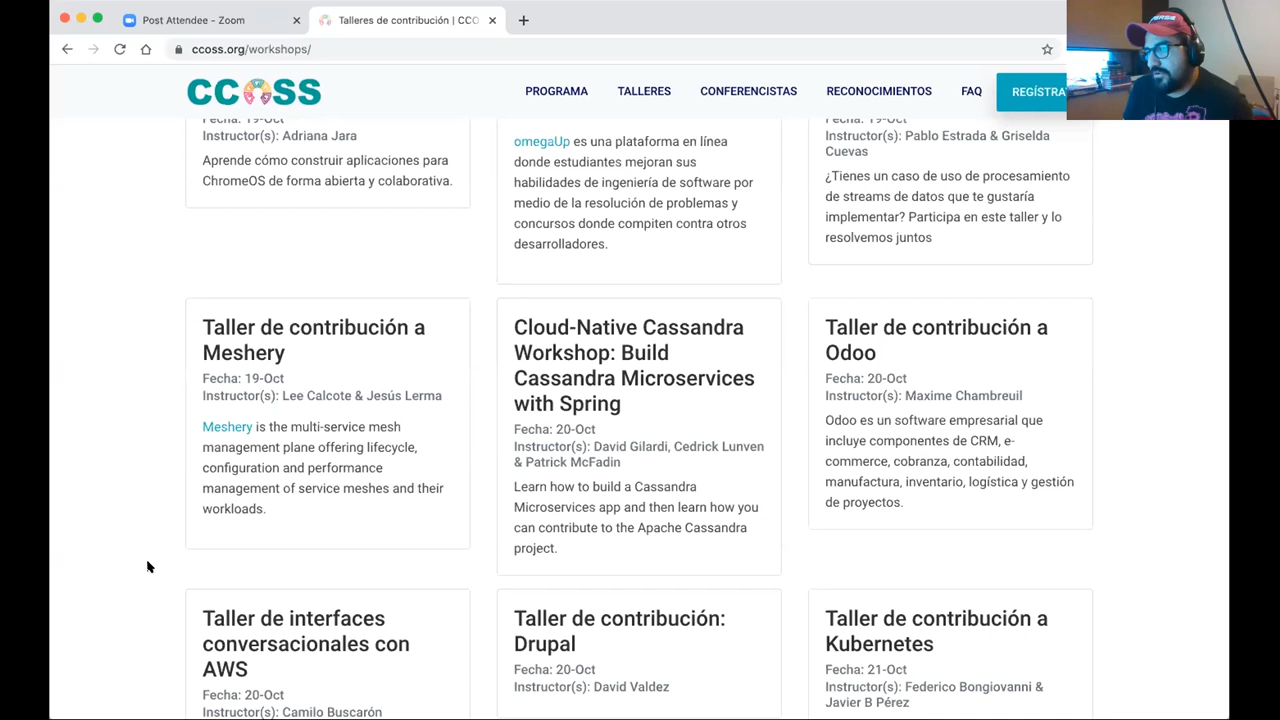 Post Attendee - Zoom
Talleres de contribución | CCO
ccoss.org/workshops/
CCOSS
PROGRAMA
TALLERES
CONFERENCISTAS
RECONOCIMIENTOS
FAQ
REGÍSTRA
Fecha: 19-Oct
Instructor(s): Adriana Jara
Aprende cómo construir aplicaciones para
ChromeOS de forma abierta y colaborativa.
omegaUp es una plataforma en línea
donde estudiantes mejoran sus
habilidades de ingeniería de software por
medio de la resolución de problemas y
concursos donde compiten contra otros
desarrolladores.
Fecha: 19-Oct
Instructor(s): Pablo Estrada & Griselda
Cuevas
¿Tienes un caso de uso de procesamiento
de streams de datos que te gustaría
implementar? Participa en este taller y lo
resolvemos juntos
Taller de contribución a
Meshery
Fecha: 19-Oct
Instructor(s): Lee Calcote & Jesús Lerma
Meshery is the multi-service mesh
management plane offering lifecycle,
configuration and performance
management of service meshes and their
workloads.
Cloud-Native Cassandra
Workshop: Build
Cassandra Microservices
with Spring
Fecha: 20-Oct
Instructor(s): David Gilardi, Cedrick Lunven
& Patrick McFadin
Learn how to build a Cassandra
Microservices app and then learn how you
can contribute to the Apache Cassandra
project.
Taller de contribución a
Odoo
Fecha: 20-Oct
Instructor(s): Maxime Chambreuil
Odoo es un software empresarial que
incluye componentes de CRM, e-
commerce, cobranza, contabilidad,
manufactura, inventario, logística y gestión
de proyectos.
Taller de interfaces
conversacionales con
AWS
Fecha: 20-Oct
Instructor(s): Camilo Buscarón
Taller de contribución:
Drupal
Fecha: 20-Oct
Instructor(s): David Valdez
Taller de contribución a
Kubernetes
Fecha: 21-Oct
Instructor(s): Federico Bongiovanni &
Javier B Pérez